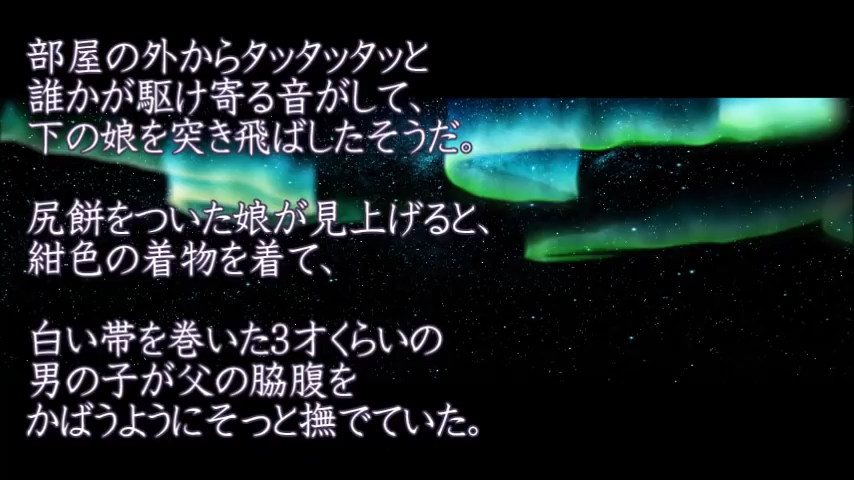 部屋の外からタッタッタッと
誰かが駆け寄る音がして、
下の娘を突き飛ばしたそうだ。
尻餅をついた娘が見上げると、
紺色の着物を着て、
白い帯を巻いた3才くらいの
男の子が父の脇腹を
かばうようにそっと撫でていた。